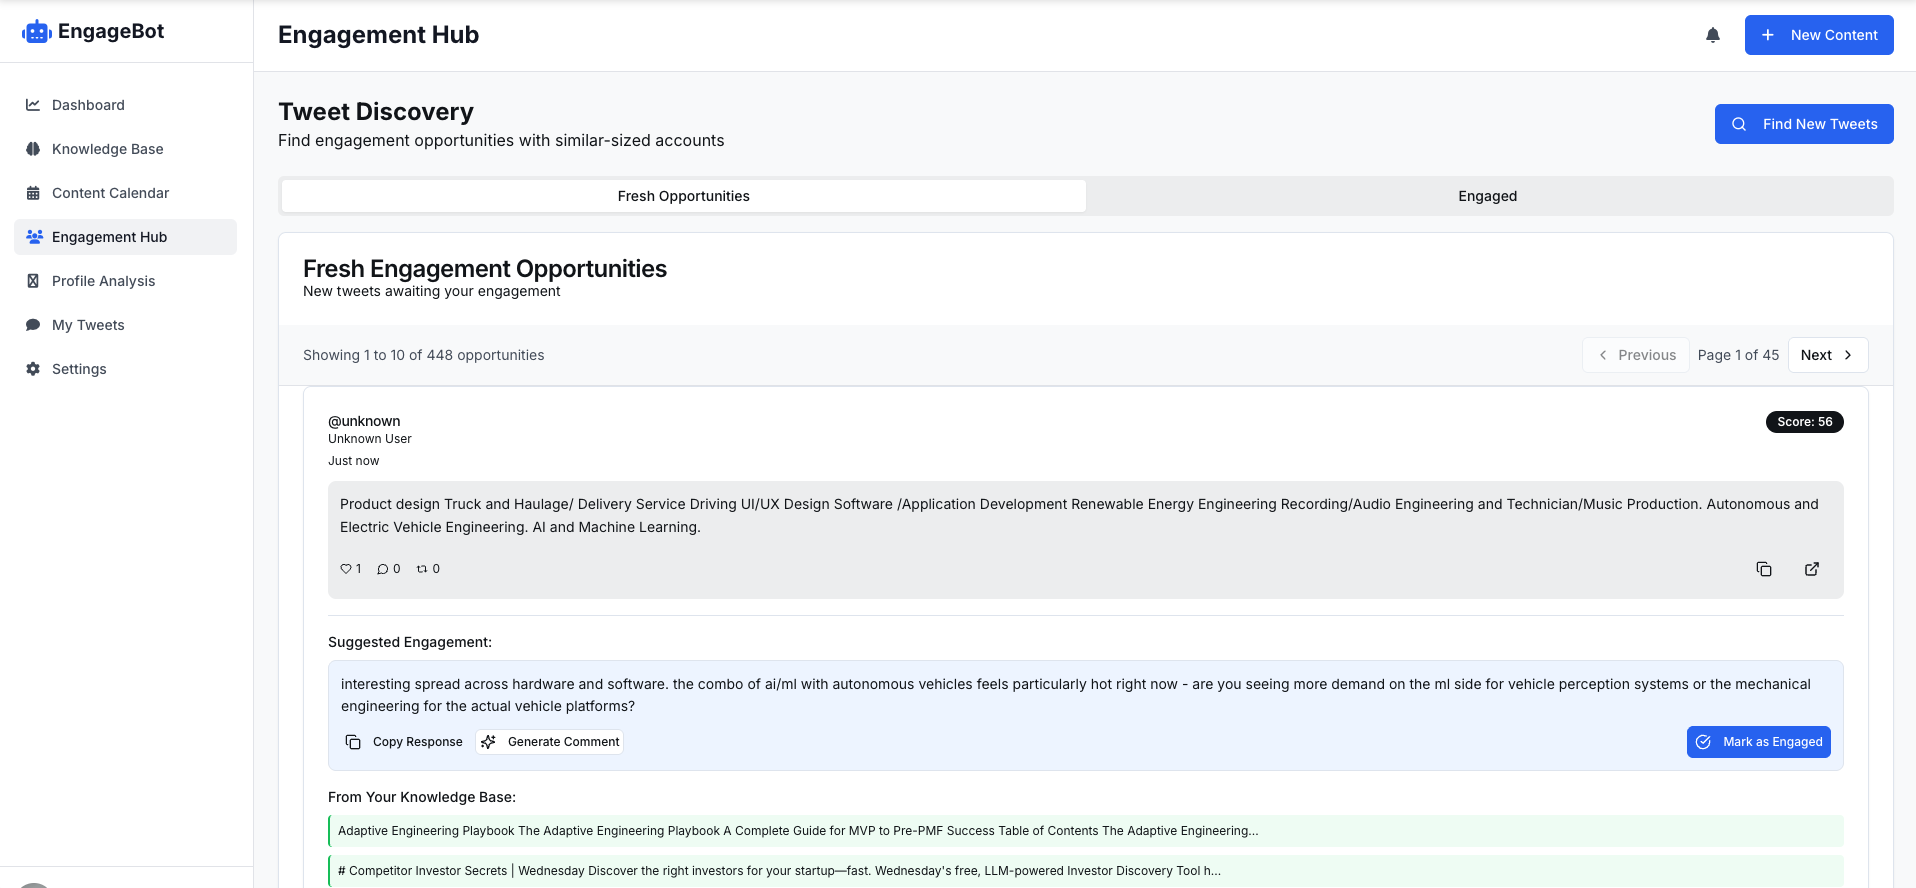 EngageBot
Engagement Hub
New Content
Dashboard
Knowledge Base
Content Calendar
Engagement Hub
Profile Analysis
My Tweets
Settings
Tweet Discovery
Find engagement opportunities with similar-sized accounts
Find New Tweets
Fresh Opportunities
Engaged
Fresh Engagement Opportunities
New tweets awaiting your engagement
Showing 1 to 10 of 448 opportunities
Previous
Page 1 of 45
Next
@unknown
Score: 56
Unknown User
Just now
Product design Truck and Haulage/ Delivery Service Driving UI/UX Design Software /Application Development Renewable Energy Engineering Recording/Audio Engineering and Technician/Music Production. Autonomous and
Electric Vehicle Engineering. AI and Machine Learning.
1
0
0
Suggested Engagement:
interesting spread across hardware and software. the combo of ai/ml with autonomous vehicles feels particularly hot right now - are you seeing more demand on the ml side for vehicle perception systems or the mechanical
engineering for the actual vehicle platforms?
Copy Response
Generate Comment
Mark as Engaged
From Your Knowledge Base:
Adaptive Engineering Playbook The Adaptive Engineering Playbook A Complete Guide for MVP to Pre-PMF Success Table of Contents The Adaptive Engineering...
# Competitor Investor Secrets | Wednesday Discover the right investors for your startup—fast. Wednesday's free, LLM-powered Investor Discovery Tool h...